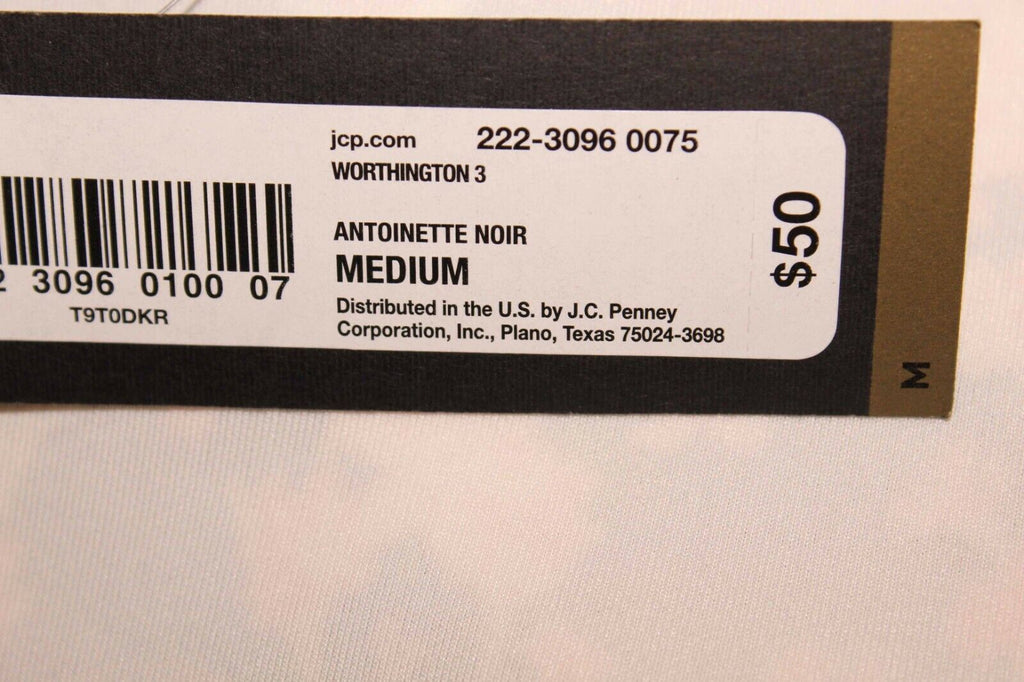 jcp.com 222-3096 0075
WORTHINGTON 3
ANTOINETTE NOIR
MEDIUM
Distributed in the U.S. by J.C. Penney
Corporation, Inc., Plano, Texas 75024-3698
3096 0100 07
T9T0DKR
$50
M